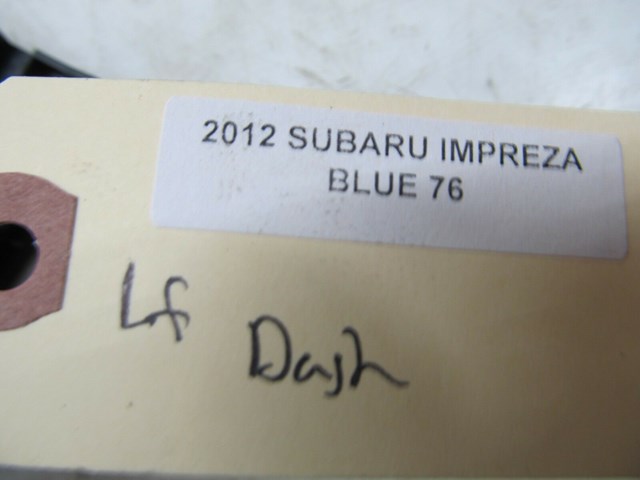 2012 SUBARU IMPREZA
BLUE 76
Lf
Dash